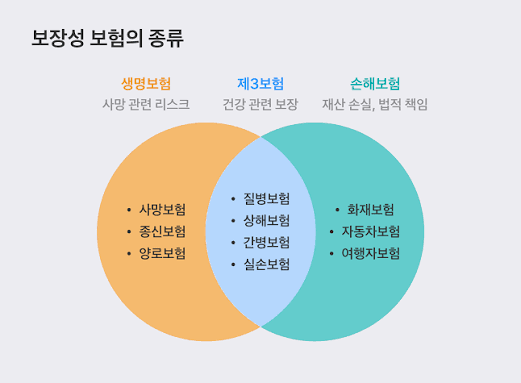 보장성 보험의 종류
생명보험 제3보험 손해보험
사망 관련 리스크 건강 관련 보장 재산 손실, 법적 책임
• 사망보험
• 종신보험
• 양로보험
• 질병보험
• 상해보험
• 간병보험
• 실손보험
• 화재보험
• 자동차보험
• 여행자보험